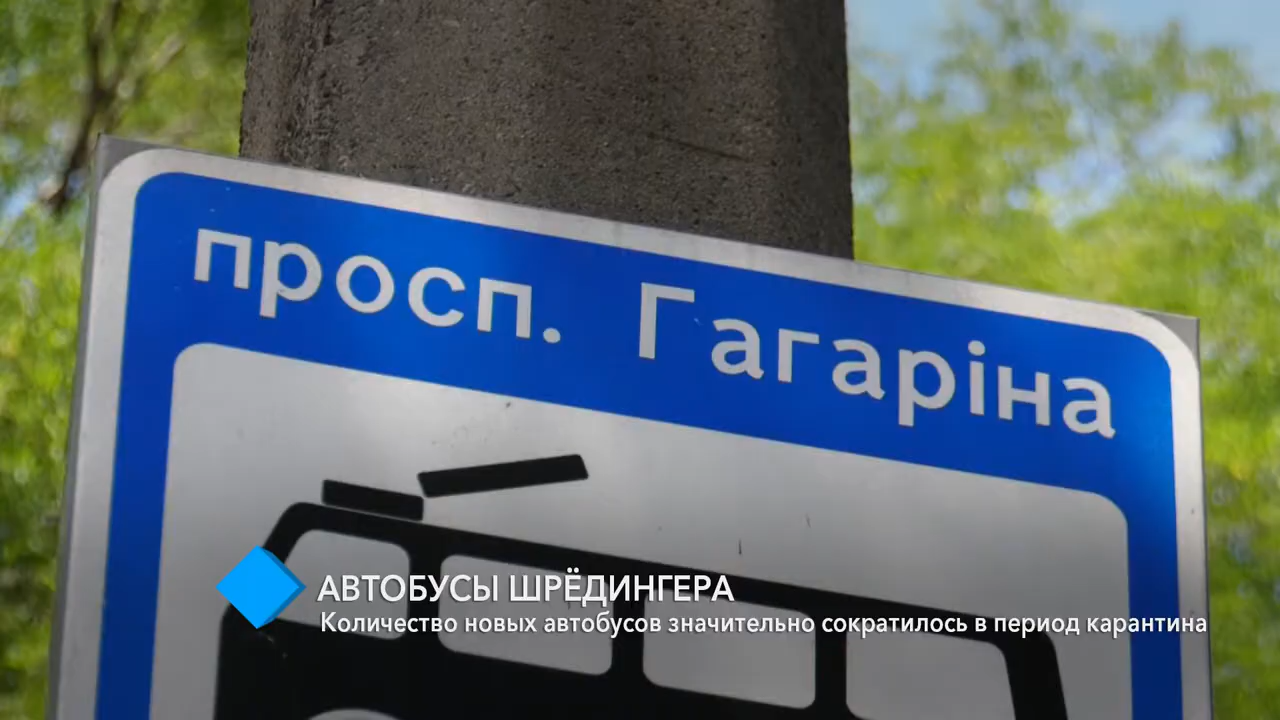 просп. Гагаріна
АВТОБУСЫ ШРЁДИНГЕРА
Количество новых автобусов значительно сократилось в период карантина